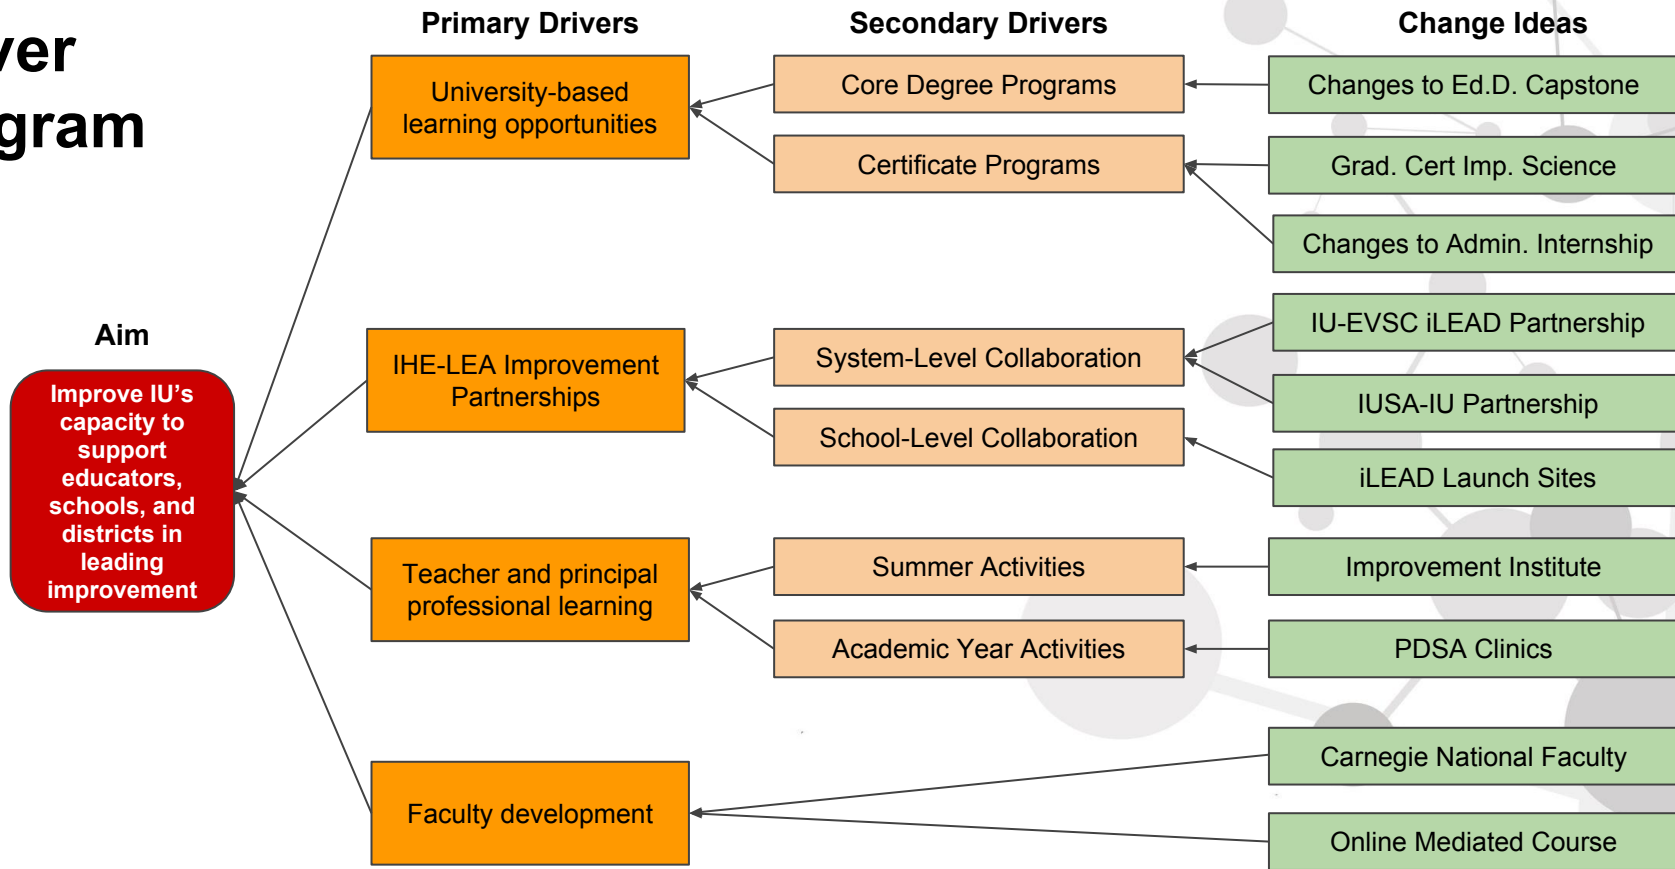 ver
gram
Primary Drivers
Secondary Drivers
Change Ideas
University-based
learning opportunities
Core Degree Programs
Certificate Programs
Changes to Ed.D. Capstone
Grad. Cert Imp. Science
Changes to Admin. Internship
Aim
Improve IU’s
capacity to
support
educators,
schools, and
districts in
leading
improvement
IHE-LEA Improvement
Partnerships
System-Level Collaboration
School-Level Collaboration
IU-EVSC iLEAD Partnership
IUSA-IU Partnership
iLEAD Launch Sites
Teacher and principal
professional learning
Summer Activities
Academic Year Activities
Improvement Institute
PDSA Clinics
Faculty development
Carnegie National Faculty
Online Mediated Course